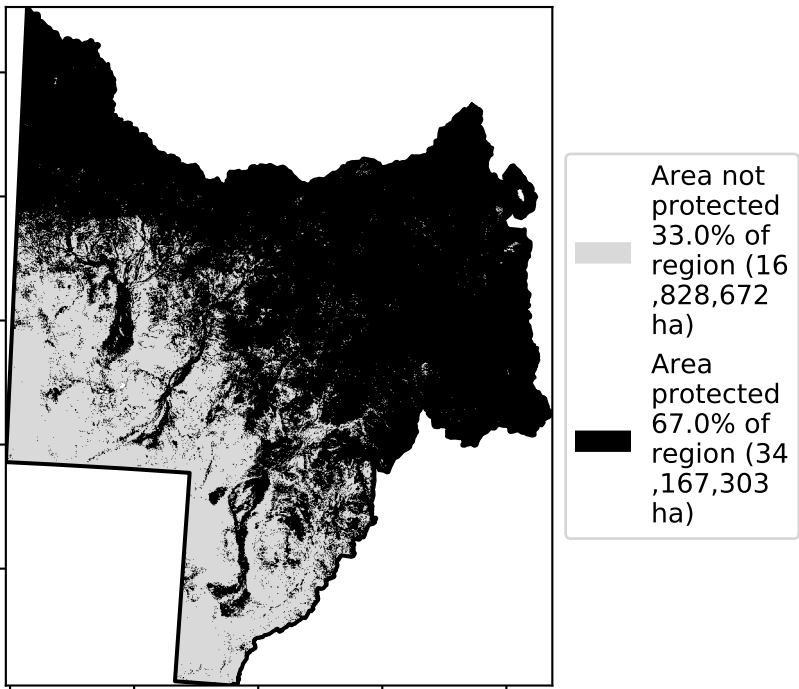 Area not
protected
33.0% of
region (16
,828,672
ha)
Area
protected
67.0% of
region (34
,167,303
ha)